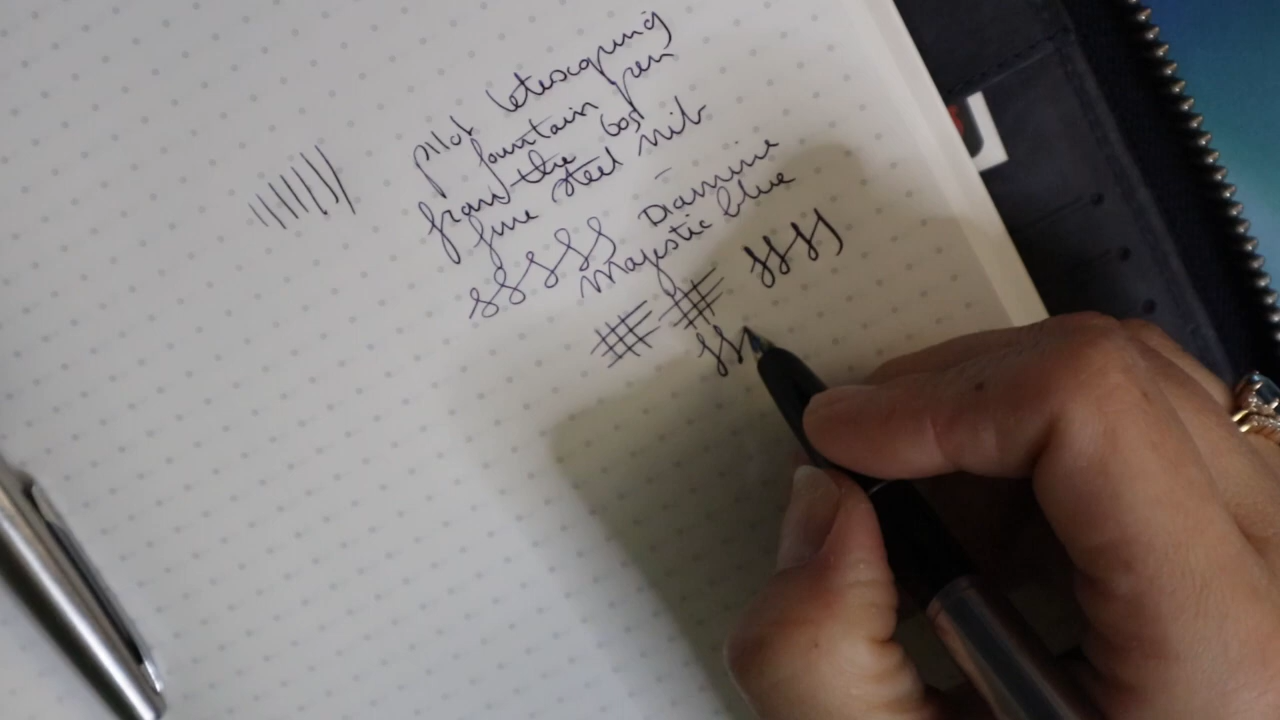 pilot telescoping
fountain pen
from the 60s
fine steel nib
Diamine
Majestic blue